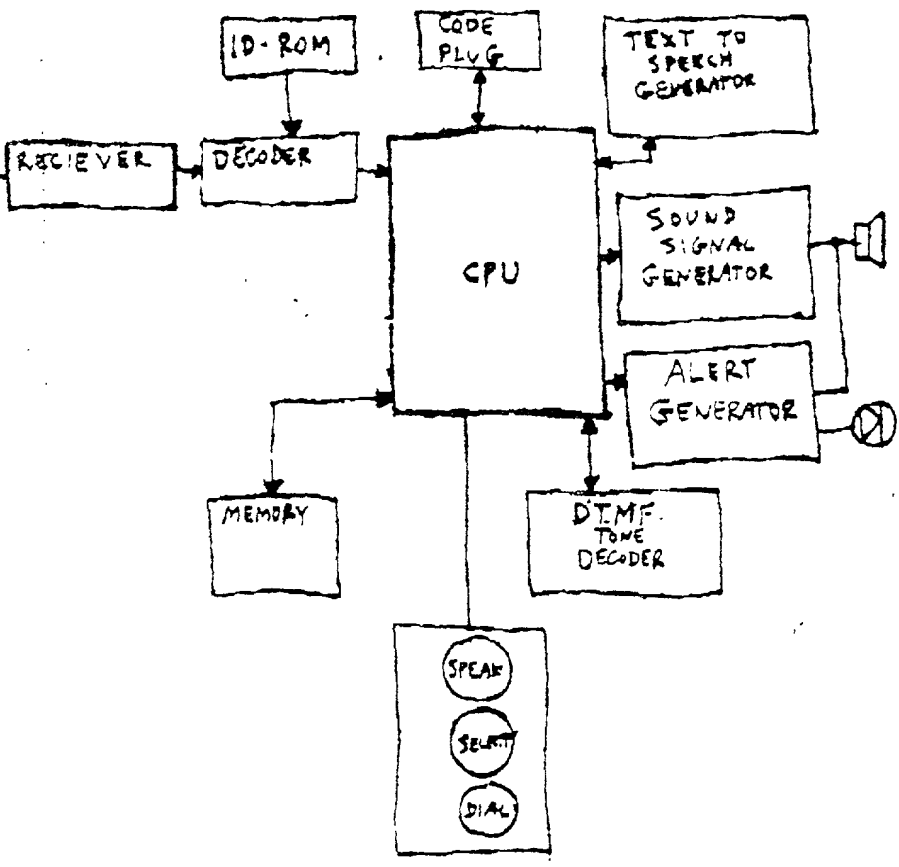 ID-ROM
CODE
PLUG
TEXT TO
SPEECH
GENERATOR
RECIEVER
DECODER
SOUND
SIGNAL
GENERATOR
CPU
ALERT
GENERATOR
MEMORY
DTMF
TONE
DECODER
SPEAK
SELECT
DIAL